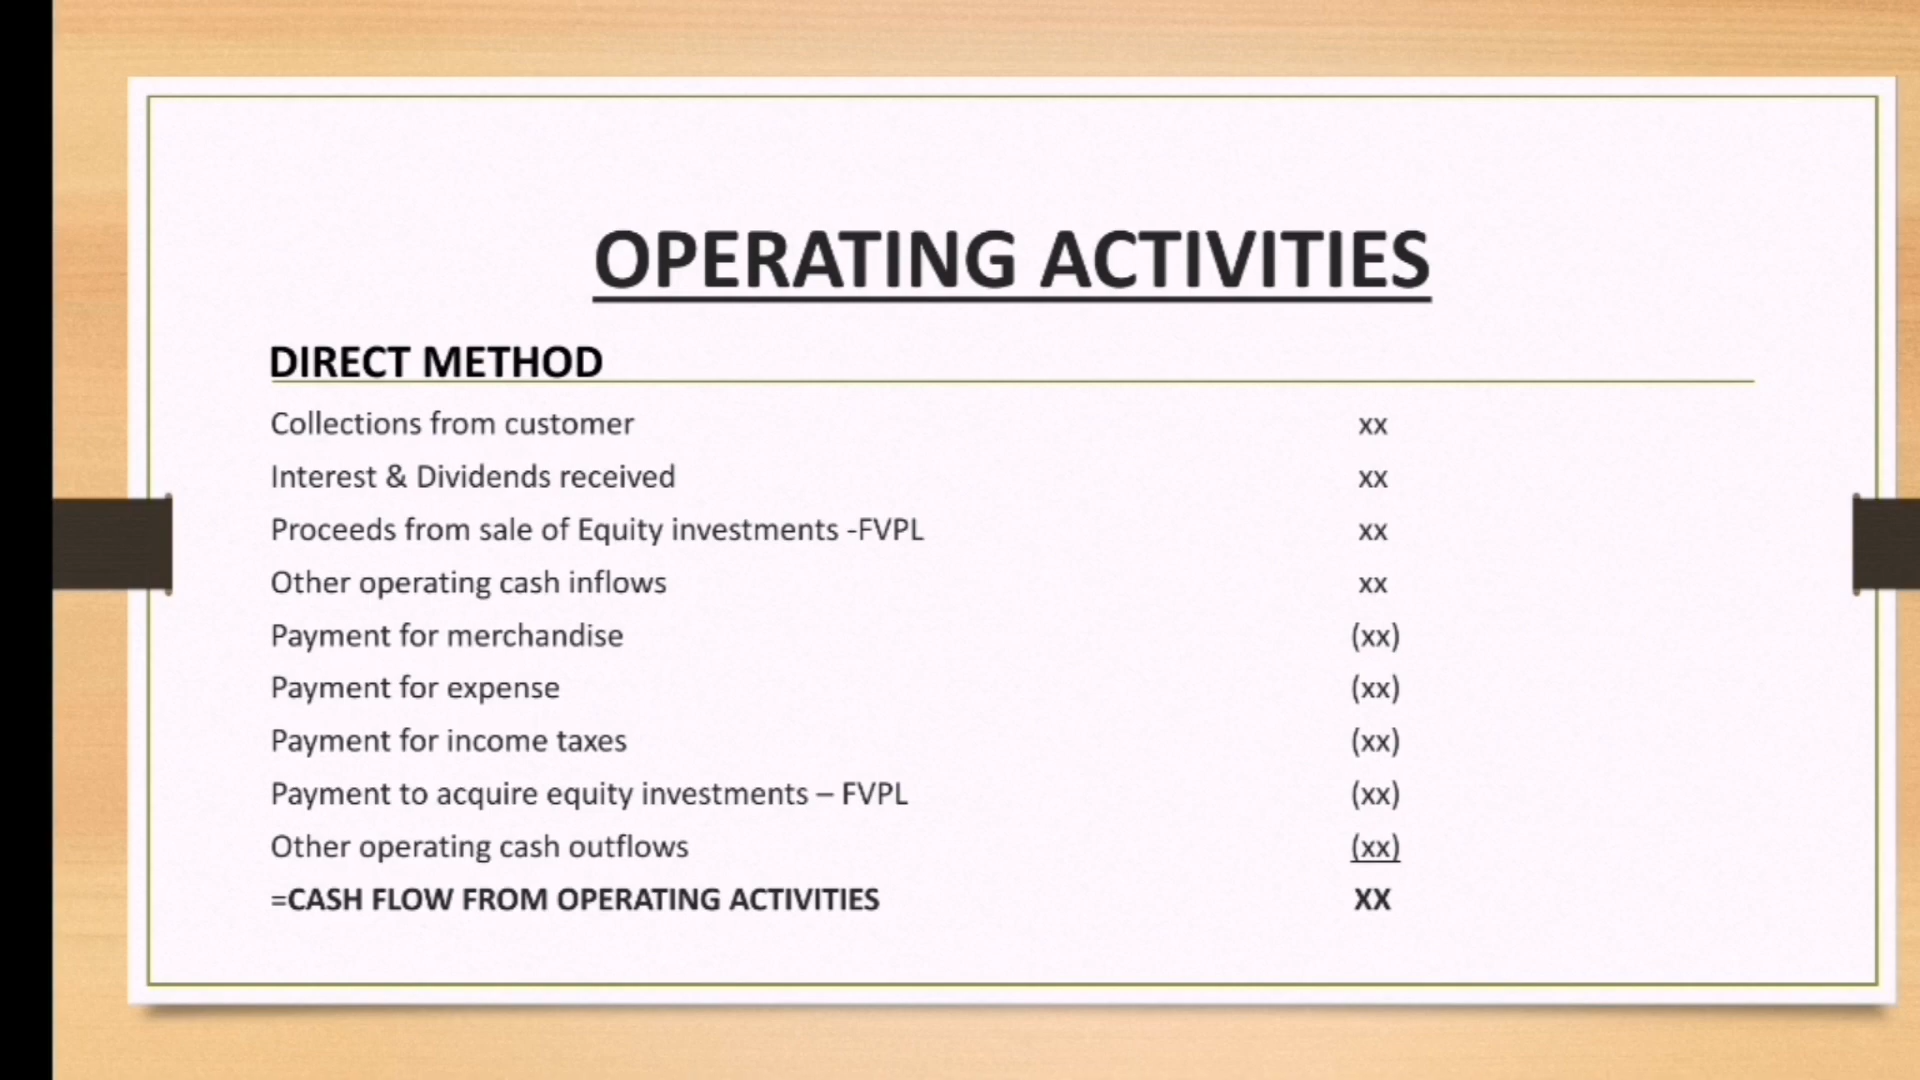 OPERATING ACTIVITIES
DIRECT METHOD
Collections from customer xx
Interest & Dividends received xx
Proceeds from sale of Equity investments -FVPL xx
Other operating cash inflows xx
Payment for merchandise (xx)
Payment for expense (xx)
Payment for income taxes (xx)
Payment to acquire equity investments – FVPL (xx)
Other operating cash outflows (xx)
=CASH FLOW FROM OPERATING ACTIVITIES XX